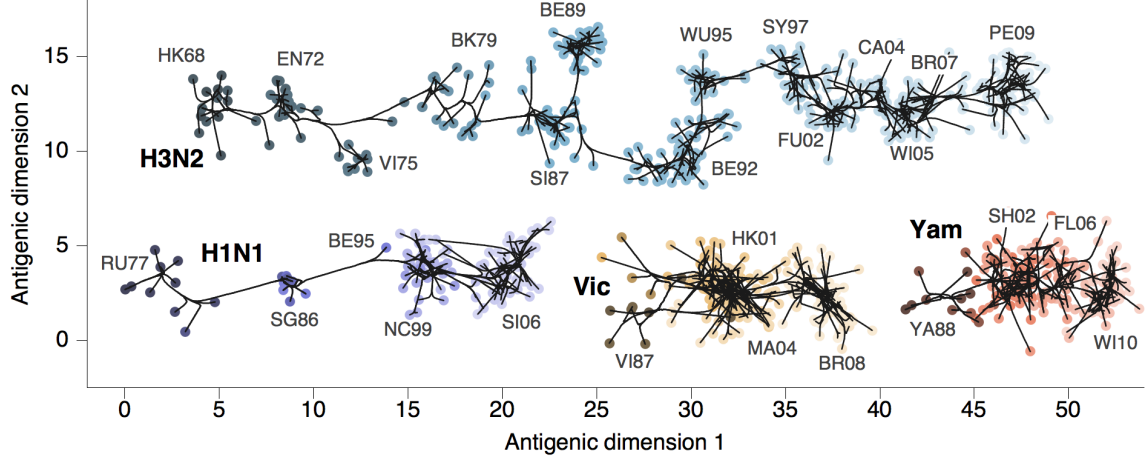 BE89
15
HK68
EN72
BK79
WU95
SY97
CA04
BR07
PE09
Antigenic dimension 2
10
H3N2
VI75
SI87
BE92
FU02
WI05
5
RU77
H1N1
BE95
HK01
Yam
SH02
FL06
SG86
NC99
SI06
Vic
VI87
MA04
BR08
YA88
WI10
0
0 5 10 15 20 25 30 35 40 45 50
Antigenic dimension 1